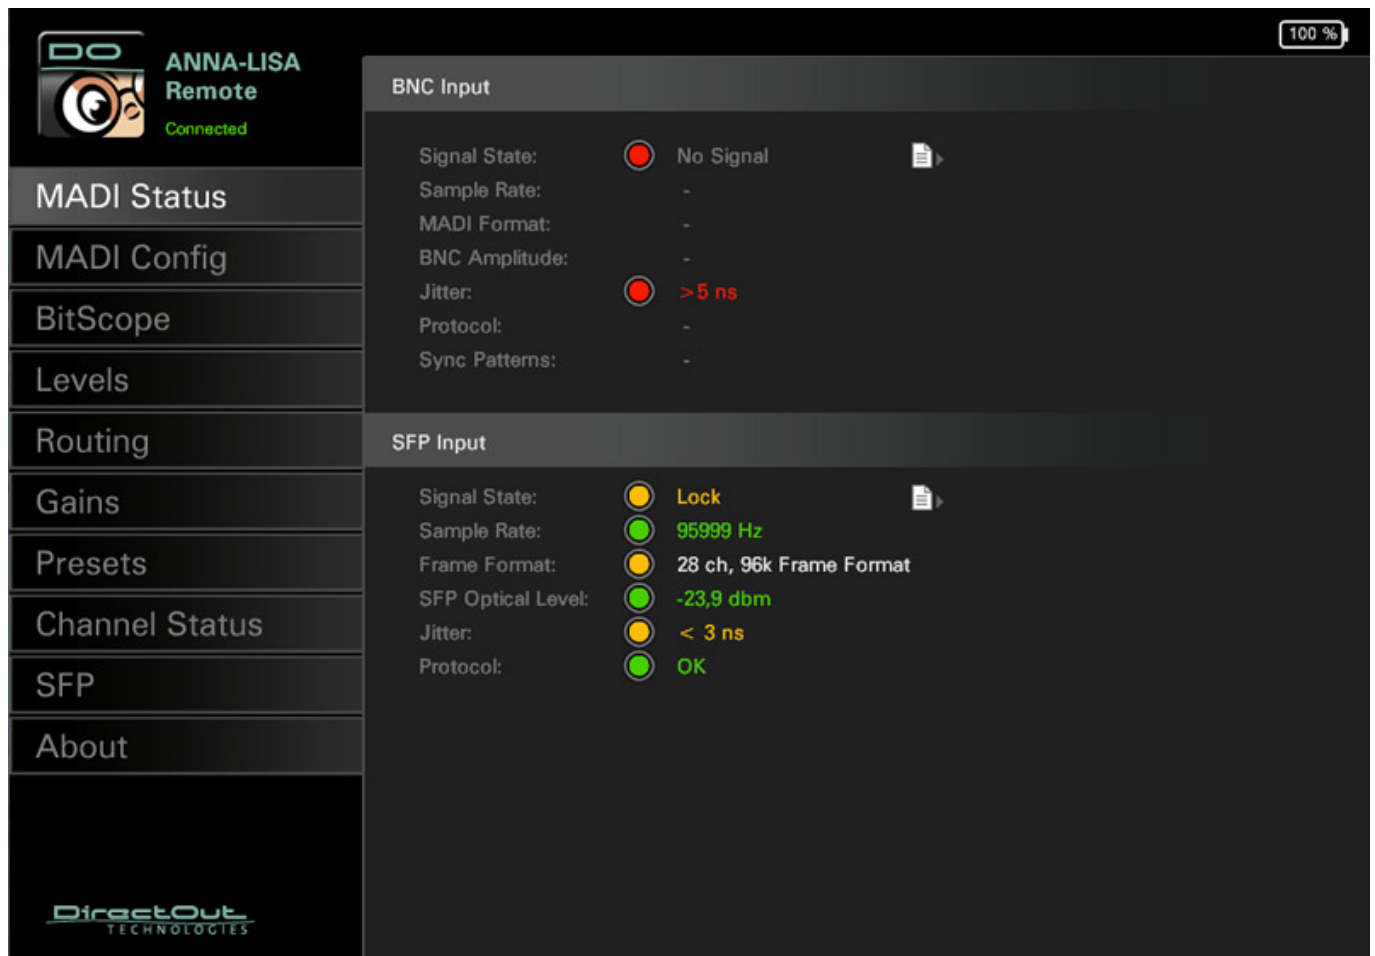 100 %
DO
ANNA-LISA
Remote
Connected
MADI Status
MADI Config
BitScope
Levels
Routing
Gains
Presets
Channel Status
SFP
About
DirectOut
TECHNOLOGIES
BNC Input
Signal State: No Signal
Sample Rate: -
MADI Format: -
BNC Amplitude: -
Jitter: >5 ns
Protocol: -
Sync Patterns: -
SFP Input
Signal State: Lock
Sample Rate: 95999 Hz
Frame Format: 28 ch, 96k Frame Format
SFP Optical Level: -23,9 dbm
Jitter: < 3 ns
Protocol: OK